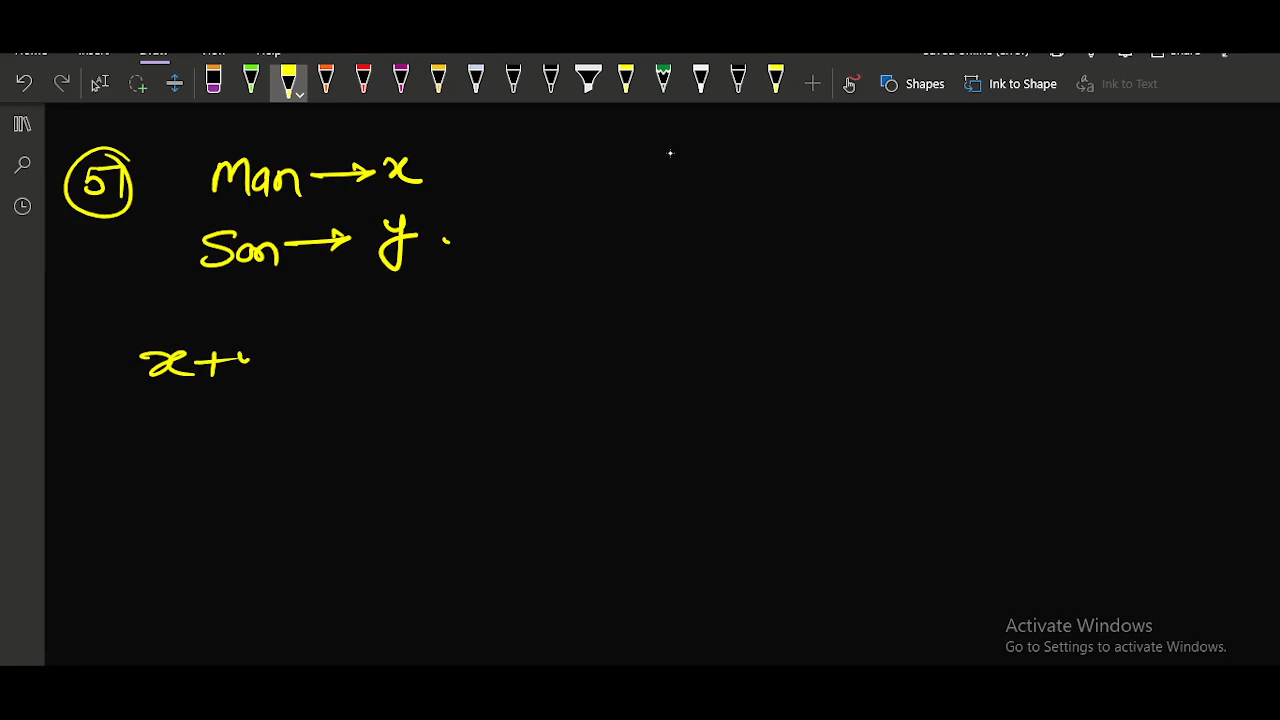 Ink to Shape
Shapes
Ink to Text
57 Man → x
Son → y .
x +
Activate Windows
Go to Settings to activate Windows.